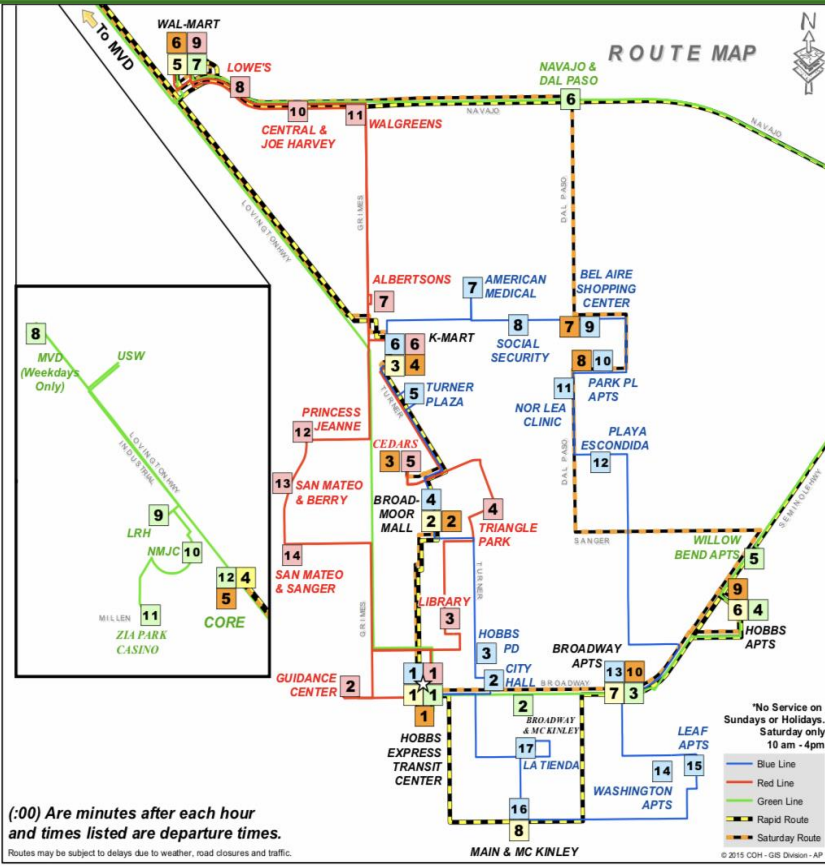 To MVD
WAL-MART
6 9
5 7
LOWE'S
8
ROUTE MAP
N
NAVAJO &
DAL PASO
6
10
CENTRAL &
JOE HARVEY
11
WALGREENS
NAVAJO
NAVAJO
LOVINGTON HWY
GRIMES
DAL PASO
ALBERTSONS
7
7
AMERICAN
MEDICAL
BEL AIRE
SHOPPING
CENTER
7 9
8
SOCIAL
SECURITY
6 6
3 4
K-MART
8 10
PARK PL
APTS
11
NOR LEA
CLINIC
5
TURNER
PLAZA
TURNER
8
MVD
(Weekdays
Only)
USW
LOVINGTON HWY
INDUSTRIAL
9
LRH
NMJC
10
12 4
5
CORE
MILLEN
11
ZIA PARK
CASINO
PRINCESS
JEANNE
12
CEDARS
3 5
PLAYA
ESCONDIDA
12
DAL PASO
13
SAN MATEO
& BERRY
BROAD-
MOOR
MALL
4
2 2
4
TRIANGLE
PARK
SEMINOLE HWY
SANGER
WILLOW
BEND APTS
5
14
SAN MATEO
& SANGER
TURNER
GRIMES
LIBRARY
3
9
6 4
HOBBS
APTS
3
HOBBS
PD
CITY
HALL
2
BROADWAY
APTS
13 10
7 3
BROADWAY
GUIDANCE
CENTER
2
1 1
1 1
1
HOBBS
EXPRESS
TRANSIT
CENTER
2
BROADWAY
& MC KINLEY
17
LA TIENDA
LEAF
APTS
14
15
WASHINGTON
APTS
16
8
MAIN & MC KINLEY
*No Service on
Sundays or Holidays.
Saturday only
10 am - 4pm
Blue Line
Red Line
Green Line
Rapid Route
Saturday Route
(:00) Are minutes after each hour
and times listed are departure times.
Routes may be subject to delays due to weather, road closures and traffic.
© 2015 COH - GIS Division - AP